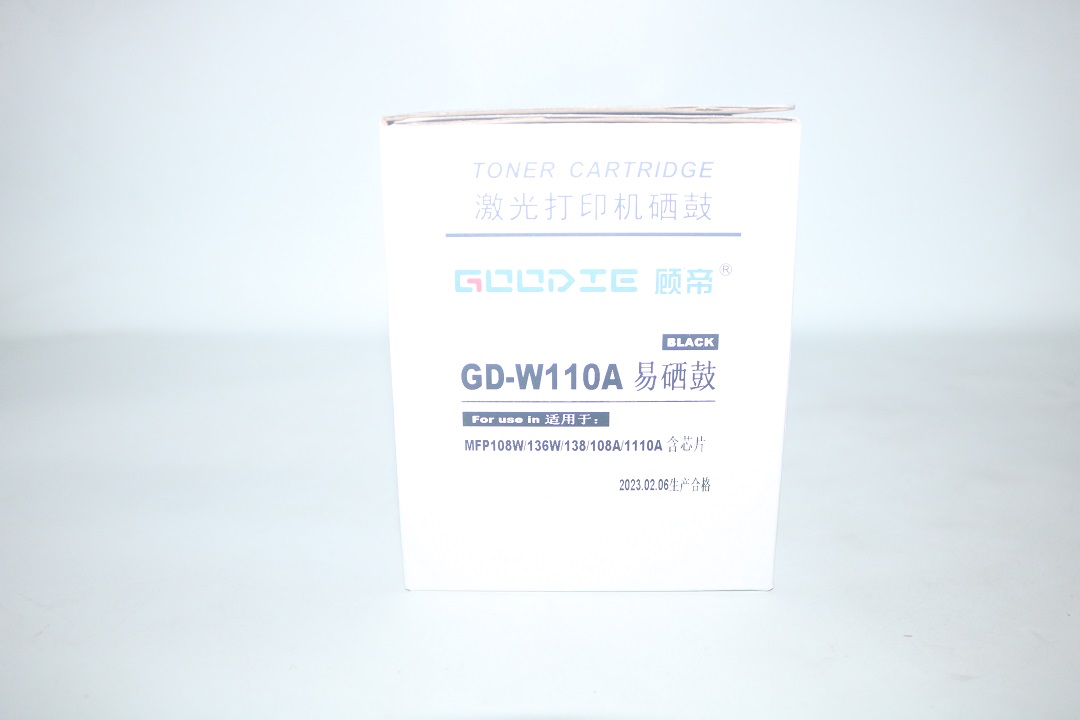 TONER CARTRIDGE
激光打印机硒鼓
GOODIE 顾帝®
BLACK
GD-W110A 易硒鼓
For use in 适用于:
MFP108W/136W/138/108A/1110A 含芯片
2023.02.06生产合格